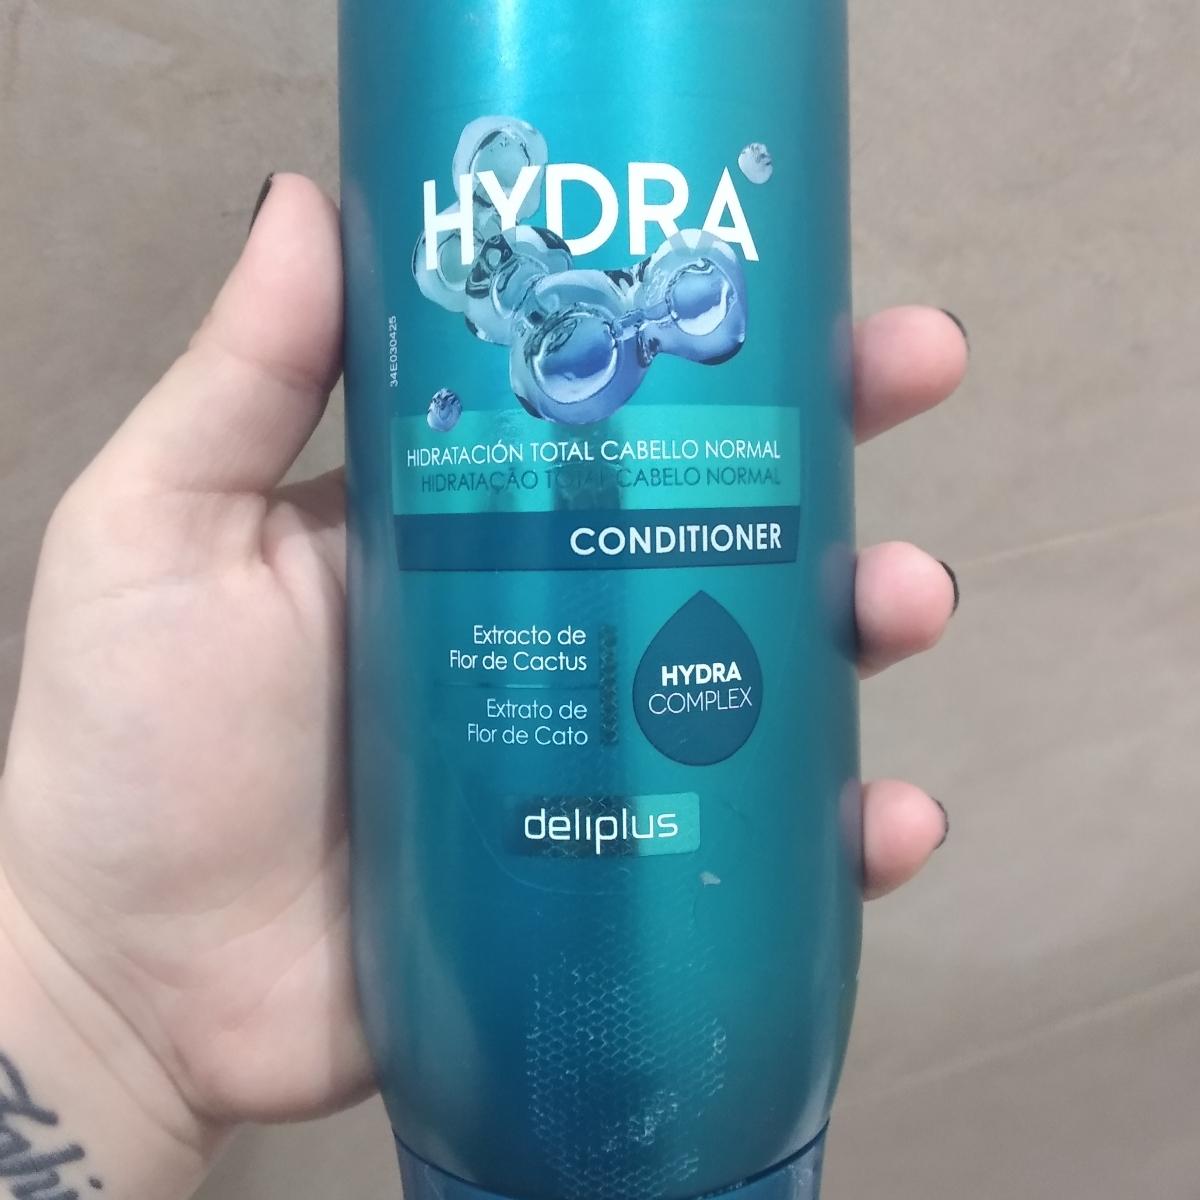 HYDRA
34E030425
HIDRATACIÓN TOTAL CABELLO NORMAL
HIDRATAÇÃO TOTAL CABELO NORMAL
CONDITIONER
Extracto de
Flor de Cactus
Extrato de
Flor de Cato
HYDRA
COMPLEX
deliplus